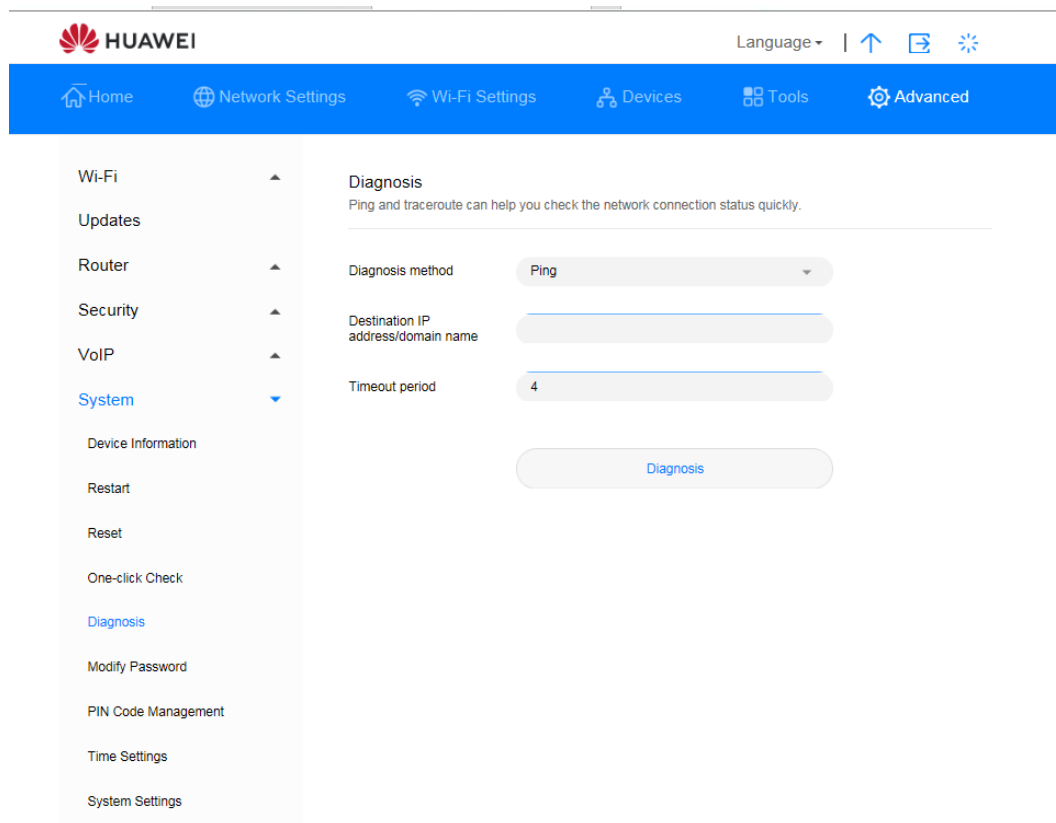 HUAWEI
Language
Home
Network Settings
Wi-Fi Settings
Devices
Tools
Advanced
Wi-Fi
Updates
Router
Security
VoIP
System
Device Information
Restart
Reset
One-click Check
Diagnosis
Modify Password
PIN Code Management
Time Settings
System Settings
Diagnosis
Ping and traceroute can help you check the network connection status quickly.
Diagnosis method
Ping
Destination IP
address/domain name
Timeout period
4
Diagnosis